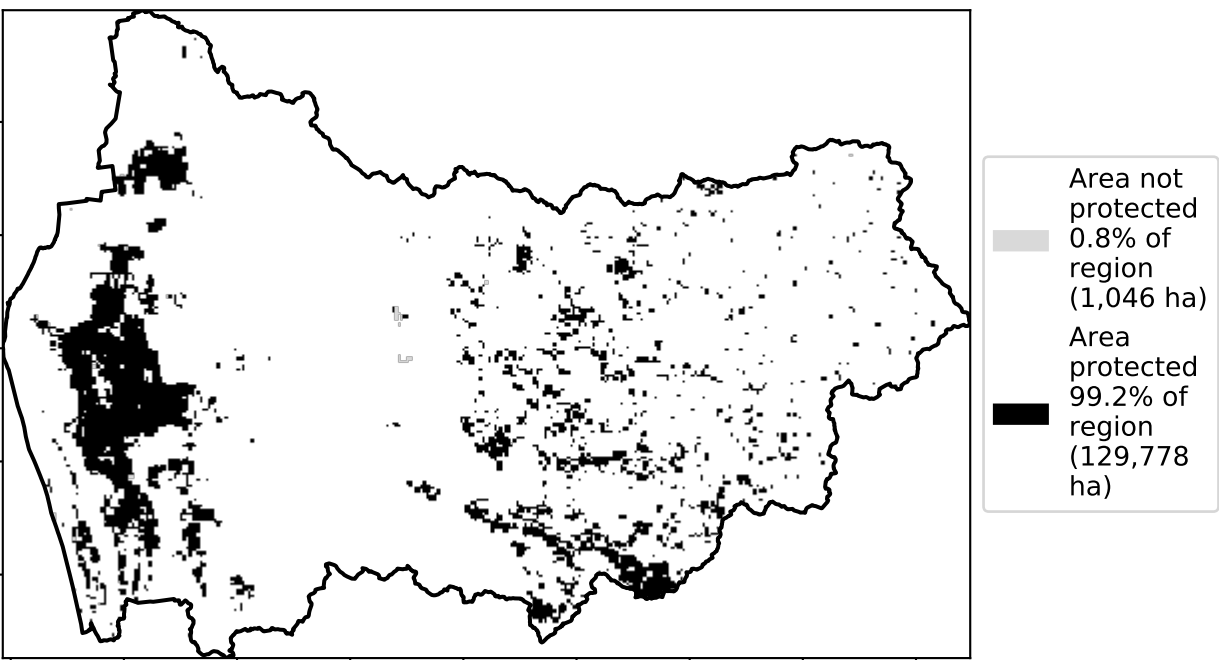 Area not
protected
0.8% of
region
(1,046 ha)
Area
protected
99.2% of
region
(129,778
ha)